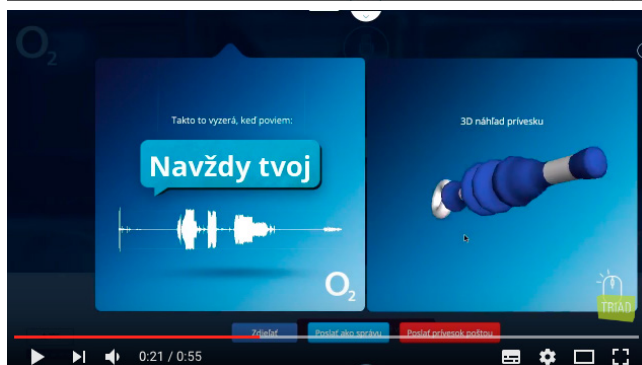 O2
Takto to vyzerá, keď poviem:
Navždy tvoj
O2
3D náhľad prívesku
TRIAD
Zdieľať
Poslať ako správu
Poslať prívesok poštou
0:21 / 0:55